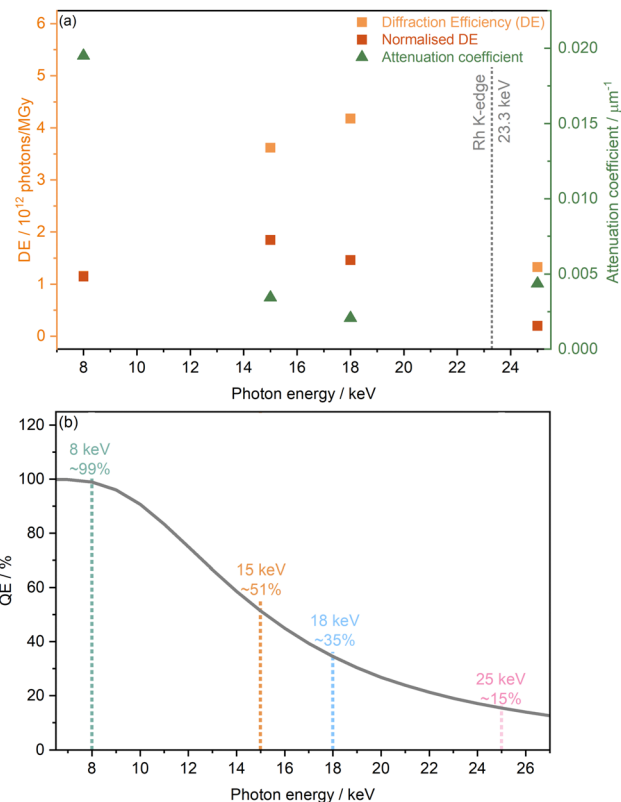 (a)
Diffraction Efficiency (DE)
Normalised DE
Attenuation coefficient
Rh K-edge
23.3 keV
DE / 10¹² photons/MGy
6
5
4
3
2
1
0
Attenuation coefficient / μm⁻¹
0.020
0.015
0.010
0.005
0.000
8 10 12 14 16 18 20 22 24
Photon energy / keV
(b)
QE / %
120
100
80
60
40
20
0
8 keV
~99%
15 keV
~51%
18 keV
~35%
25 keV
~15%
8 10 12 14 16 18 20 22 24 26
Photon energy / keV